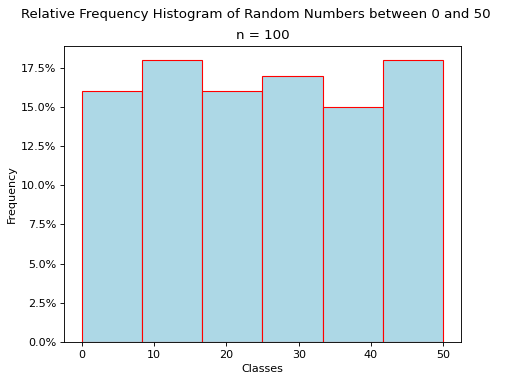 Relative Frequency Histogram of Random Numbers between 0 and 50
n = 100
17.5%
15.0%
12.5%
10.0%
7.5%
5.0%
2.5%
0.0%
Frequency
0 10 20 30 40 50
Classes